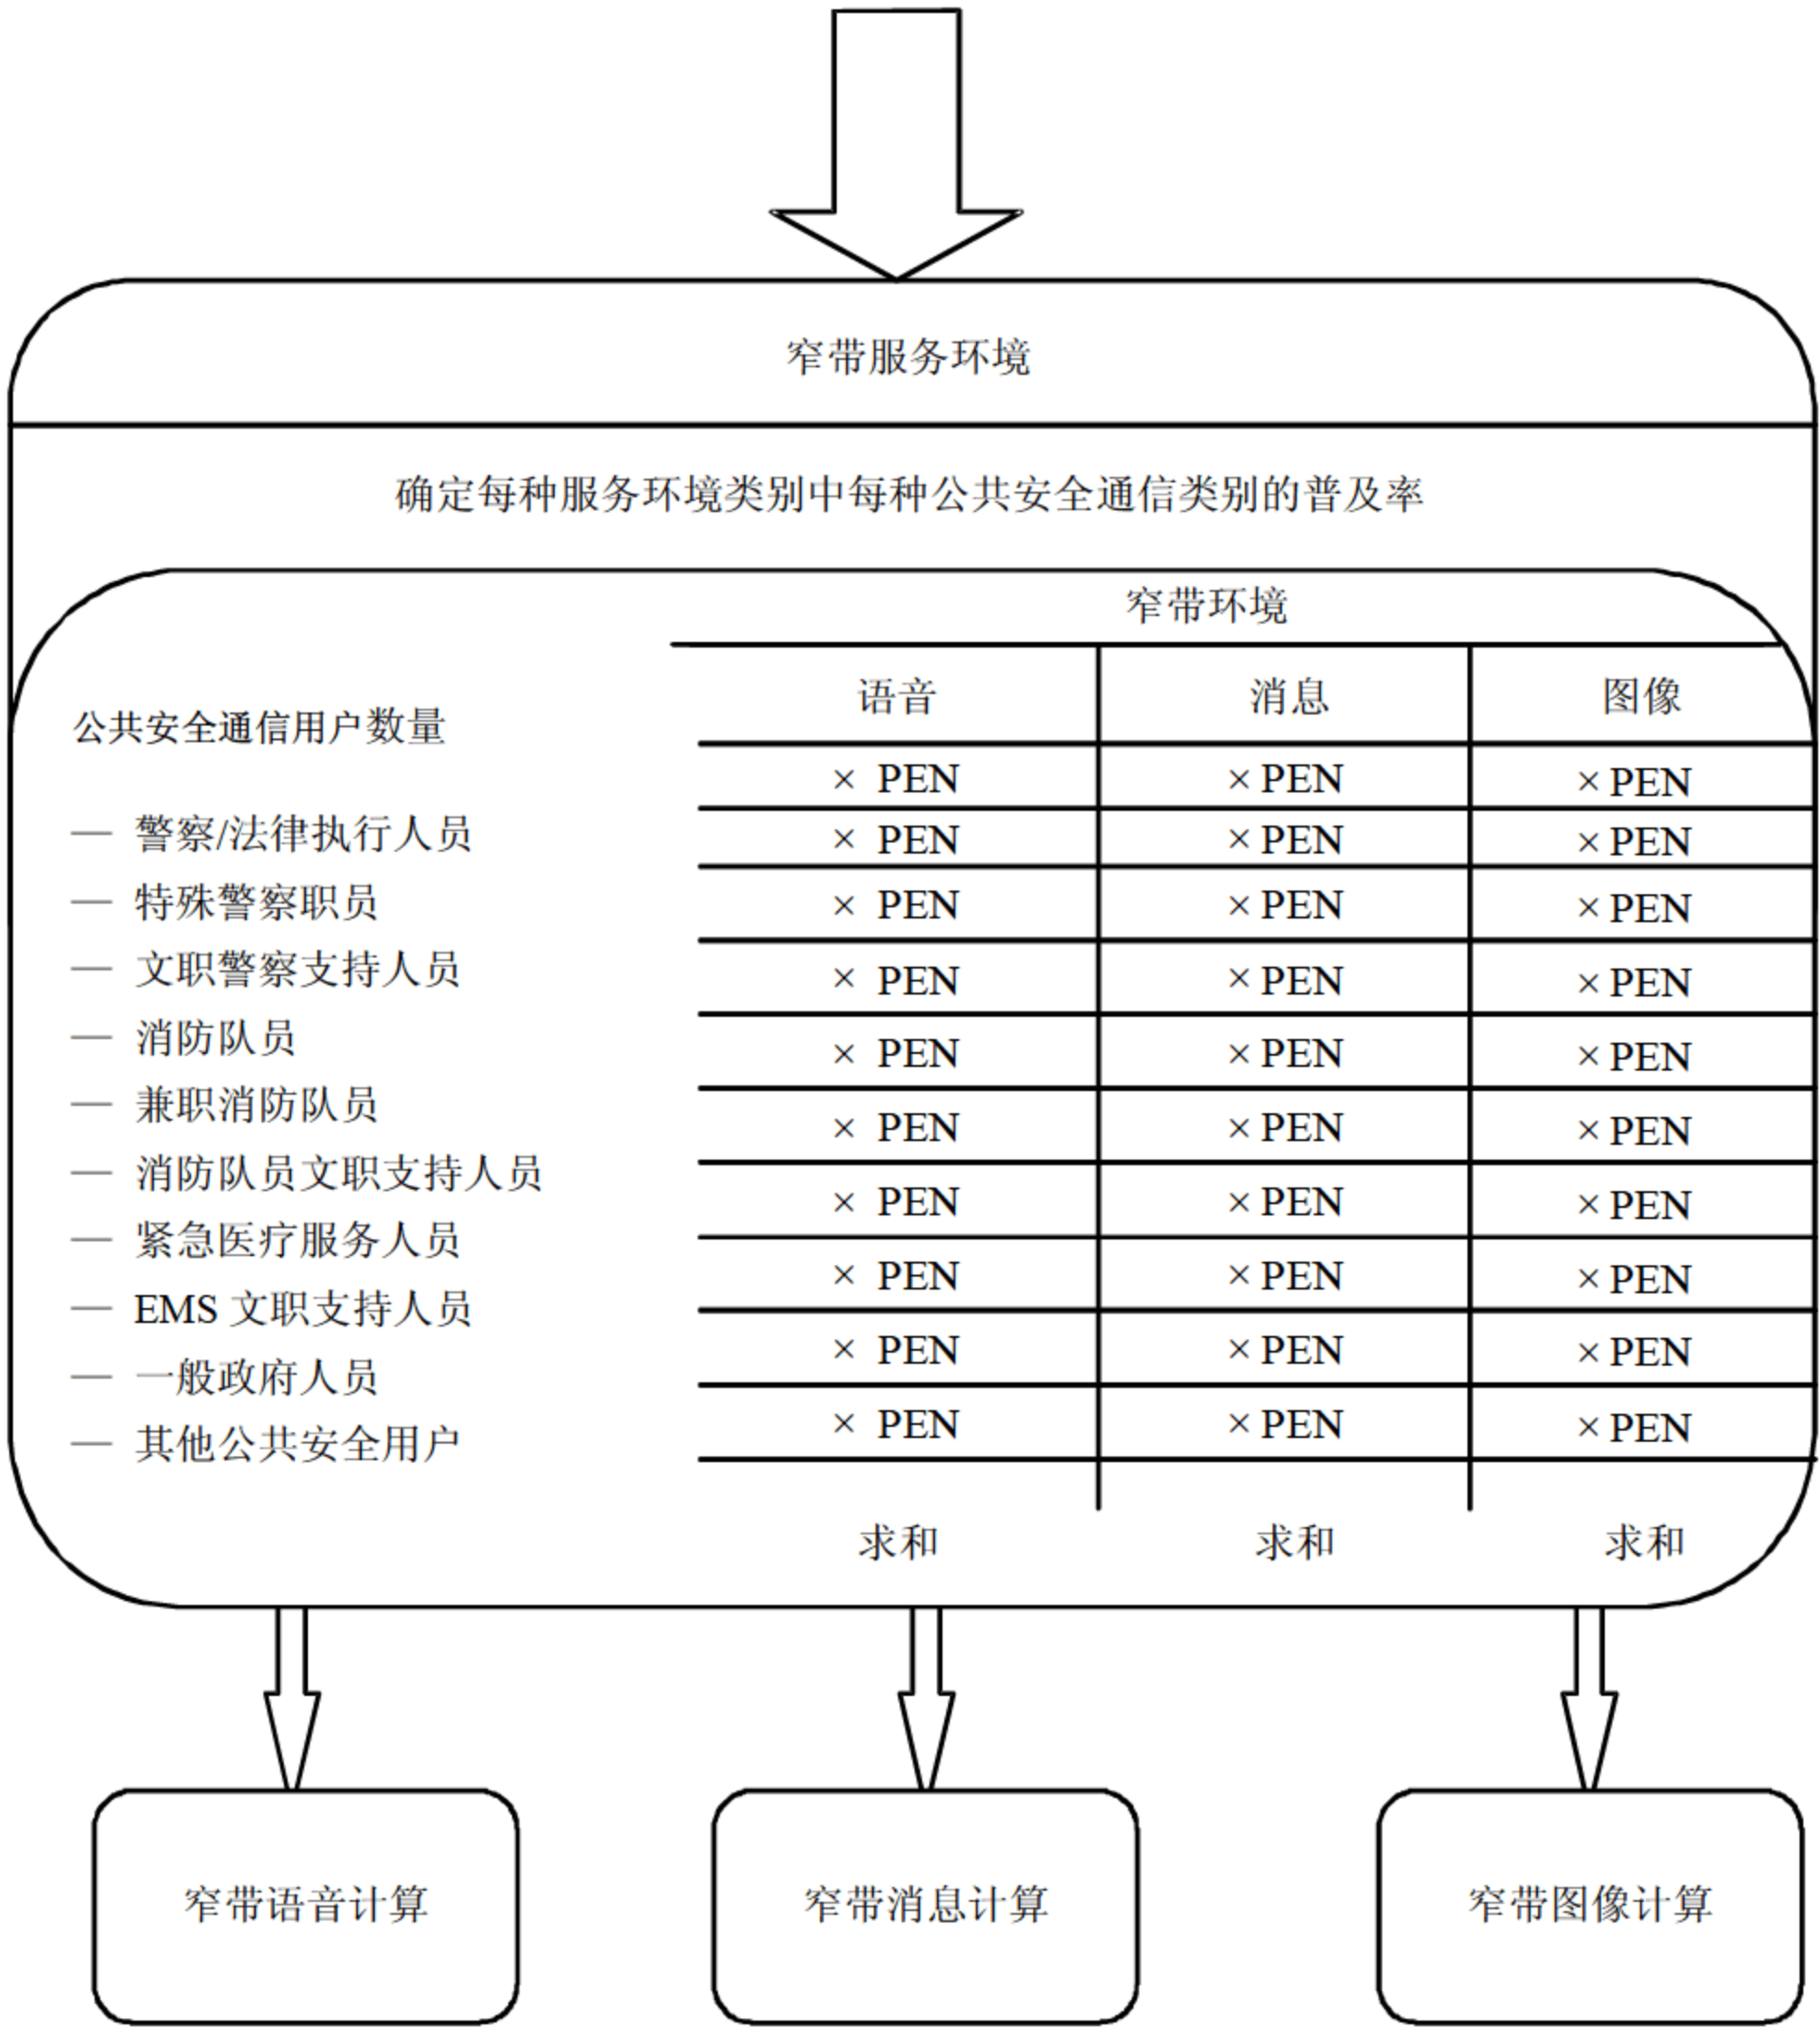 窄带服务环境
确定每种服务环境类别中每种公共安全通信类别的普及率
窄带环境
语音 消息 图像
公共安全通信用户数量
× PEN × PEN × PEN
— 警察/法律执行人员
× PEN × PEN × PEN
— 特殊警察职员
× PEN × PEN × PEN
— 文职警察支持人员
× PEN × PEN × PEN
— 消防队员
× PEN × PEN × PEN
— 兼职消防队员
× PEN × PEN × PEN
— 消防队员文职支持人员
× PEN × PEN × PEN
— 紧急医疗服务人员
× PEN × PEN × PEN
— EMS 文职支持人员
× PEN × PEN × PEN
— 一般政府人员
× PEN × PEN × PEN
— 其他公共安全用户
求和 求和 求和
窄带语音计算 窄带消息计算 窄带图像计算